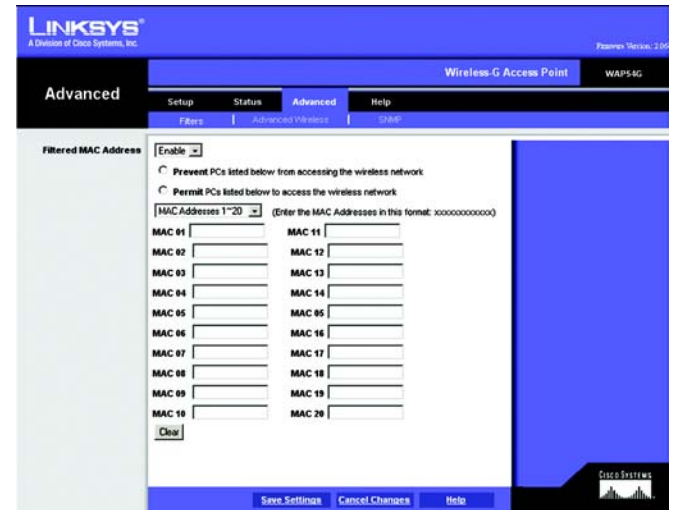 LINKSYS®
A Division of Cisco Systems, Inc.
Firmware Version: 2.06
Wireless-G Access Point WAP54G
Advanced
Setup Status Advanced Help
Filters | Advanced Wireless | SNMP
Filtered MAC Address
Enable
Prevent PCs listed below from accessing the wireless network
Permit PCs listed below to access the wireless network
MAC Addresses 1~20 (Enter the MAC Addresses in this format: xxxxxxxxxxxx)
MAC 01 MAC 11
MAC 02 MAC 12
MAC 03 MAC 13
MAC 04 MAC 14
MAC 05 MAC 05
MAC 06 MAC 16
MAC 07 MAC 17
MAC 08 MAC 18
MAC 09 MAC 19
MAC 10 MAC 20
Clear
Save Settings Cancel Changes Help
CISCO SYSTEMS